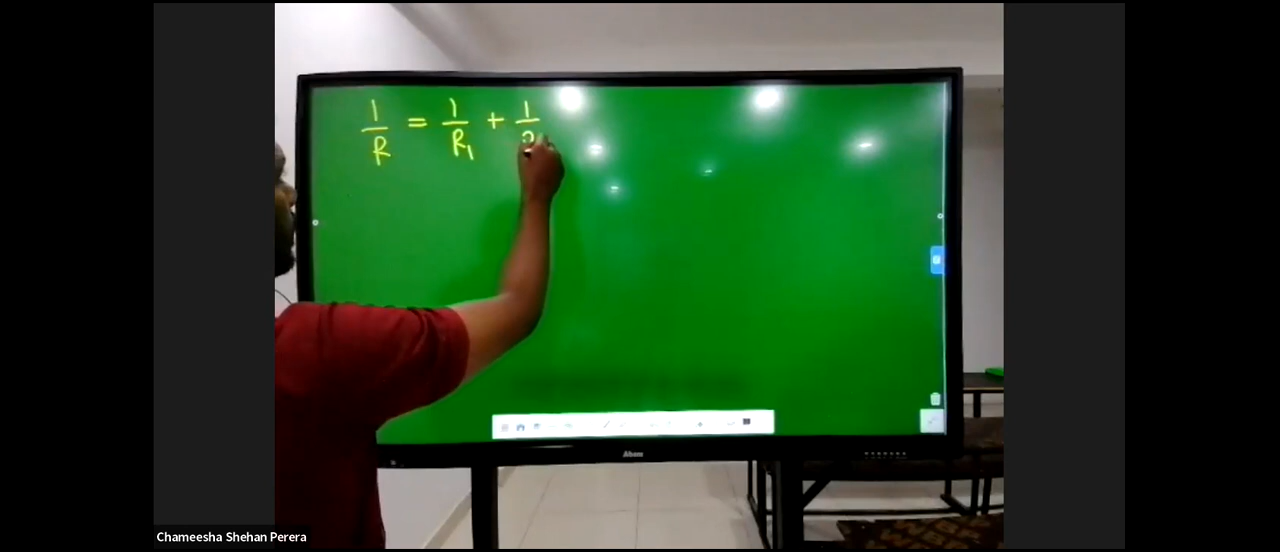 1/R = 1/R₁ + 1/
Chameesha Shehan Perera